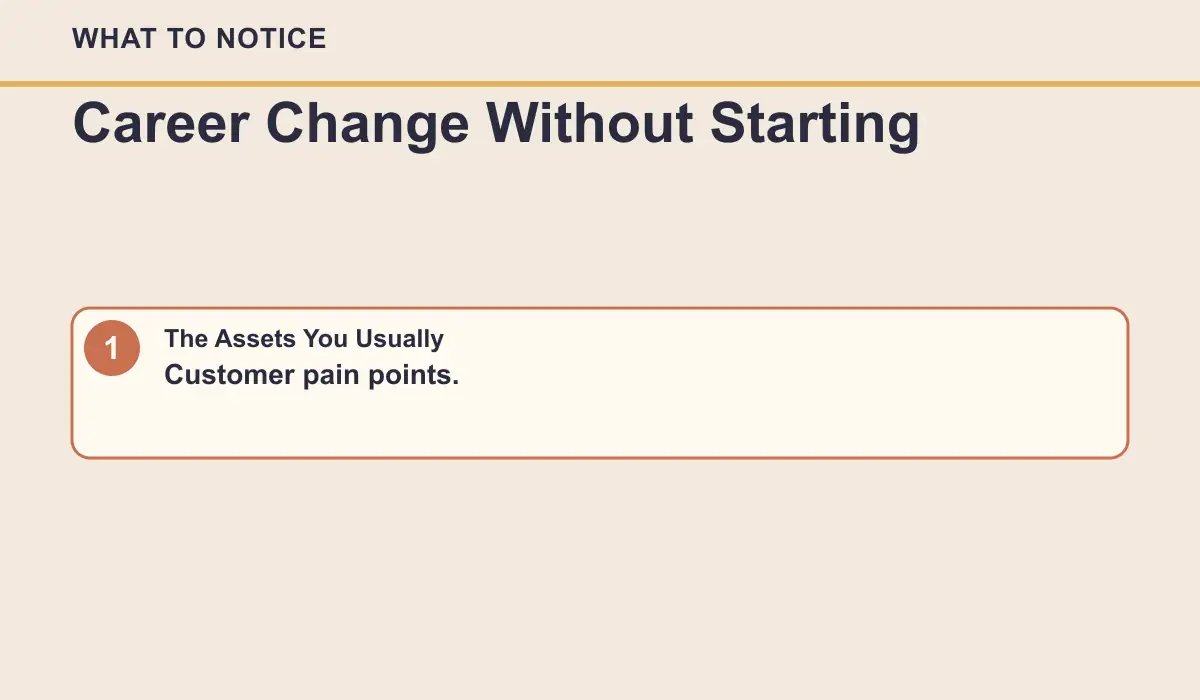 WHAT TO NOTICE
Career Change Without Starting
1
The Assets You Usually
Customer pain points.